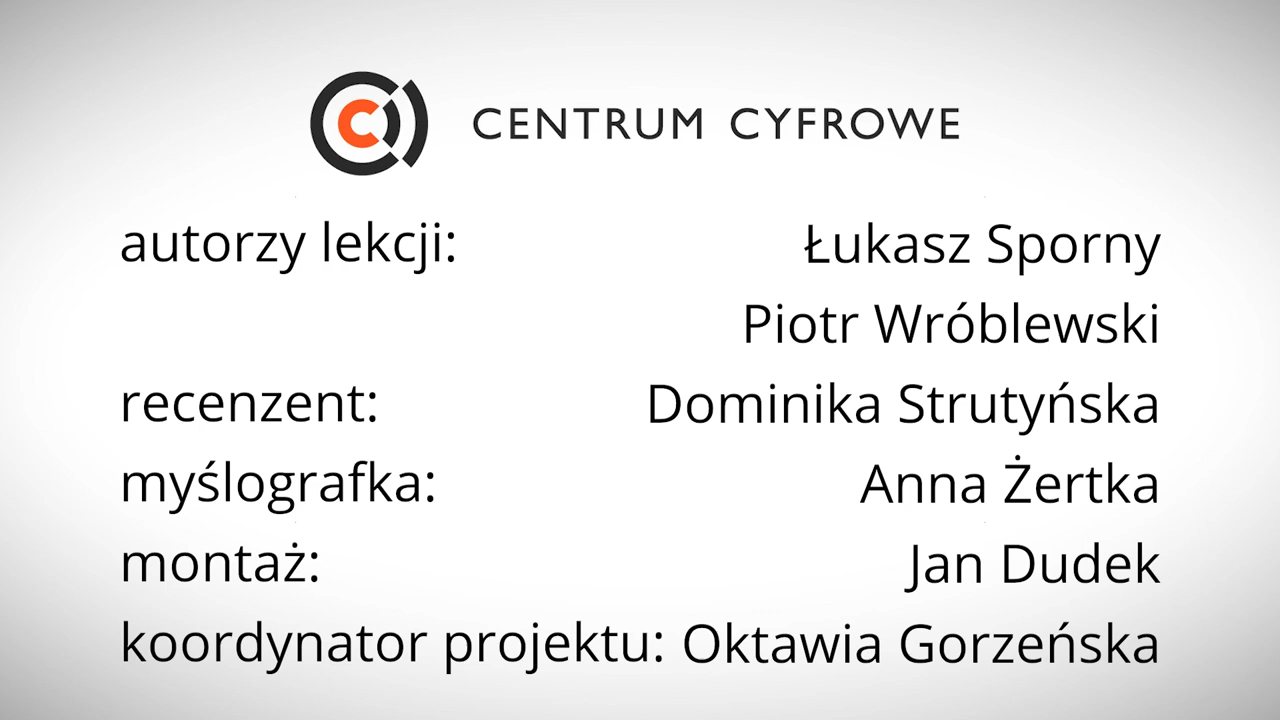 CENTRUM CYFROWE
autorzy lekcji: Łukasz Sporny
Piotr Wróblewski
recenzent: Dominika Strutyńska
myślografka: Anna Żertka
montaż: Jan Dudek
koordynator projektu: Oktawia Gorzeńska